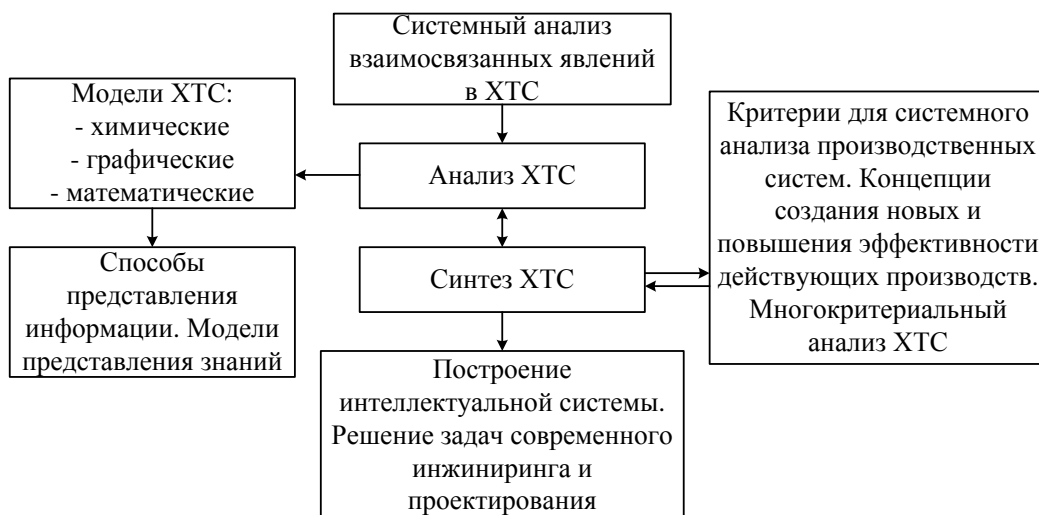 Системный анализ
взаимосвязанных явлений
в ХТС
Модели ХТС:
- химические
- графические
- математические
Анализ ХТС
Критерии для системного
анализа производственных
систем. Концепции
создания новых и
повышения эффективности
действующих производств.
Многокритериальный
анализ ХТС
Способы
представления
информации. Модели
представления знаний
Синтез ХТС
Построение
интеллектуальной системы.
Решение задач современного
инжиниринга и
проектирования